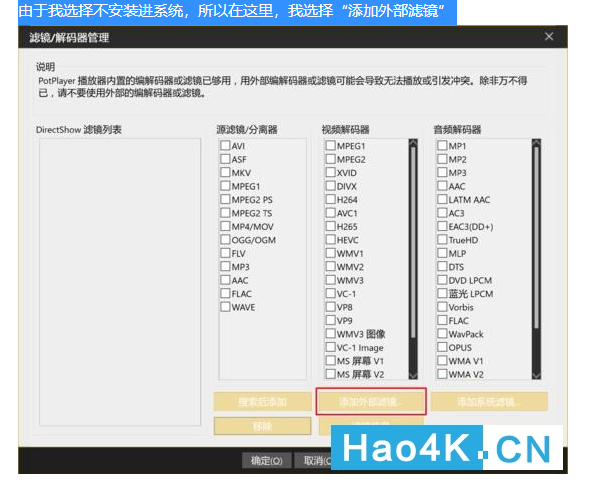 由于我选择不安装进系统，所以在这里，我选择“添加外部滤镜”
滤镜/解码器管理
说明
PotPlayer 播放器内置的编解码器或滤镜已够用，用外部编解码器或滤镜可能会导致无法播放或引发冲突。除非万不得
已，请不要使用外部的编解码器或滤镜。
DirectShow 滤镜列表
源滤镜/分离器
AVI
ASF
MKV
MPEG1
MPEG2 PS
MPEG2 TS
MP4/MOV
OGG/OGM
FLV
MP3
AAC
FLAC
WAVE
视频解码器
MPEG1
MPEG2
XVID
DIVX
H264
AVC1
H265
HEVC
WMV1
WMV2
WMV3
VC-1
VP8
VP9
WMV3 图像
VC-1 Image
MS 屏幕 V1
MS 屏幕 V2
音频解码器
MP1
MP2
MP3
AAC
LATM AAC
AC3
EAC3(DD+)
TrueHD
MLP
DTS
DVD LPCM
蓝光 LPCM
Vorbis
FLAC
WavPack
OPUS
WMA V1
WMA V2
搜索后添加
添加外部滤镜...
添加系统滤镜...
移除
确定(O)
取消(C
Hao4K.CN